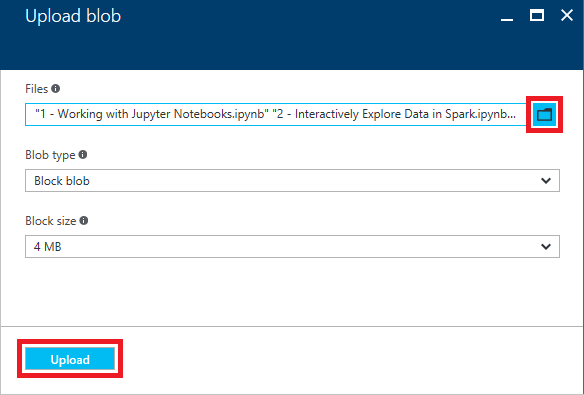 Upload blob
Files
"1 - Working with Jupyter Notebooks.ipynb" "2 - Interactively Explore Data in Spark.ipynb...
Blob type
Block blob
Block size
4 MB
Upload